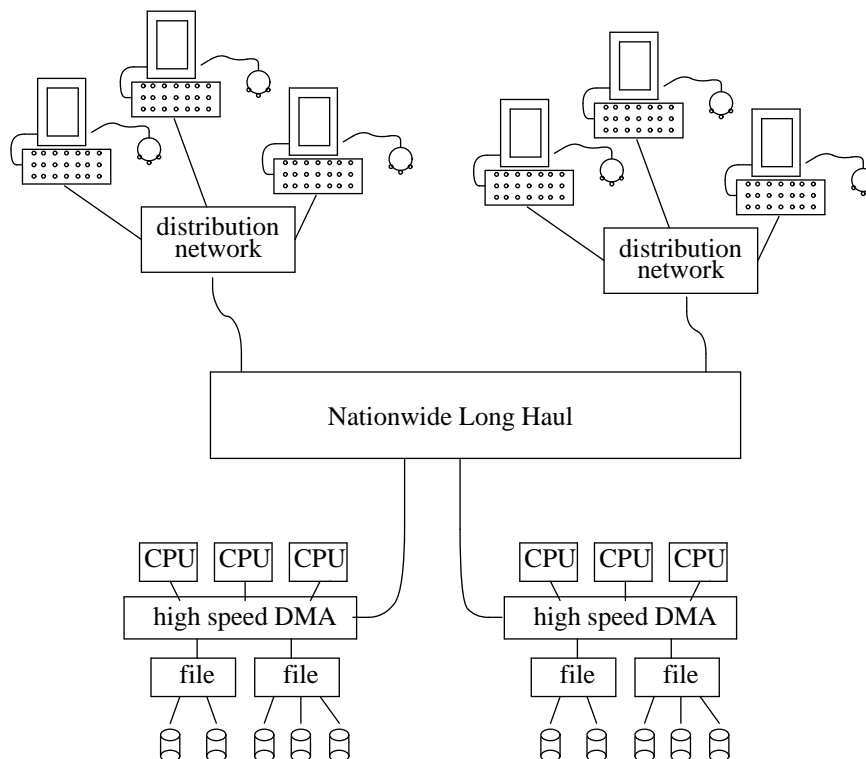 distribution
network
distribution
network
Nationwide Long Haul
CPU CPU CPU
CPU CPU CPU
high speed DMA
high speed DMA
file file
file file